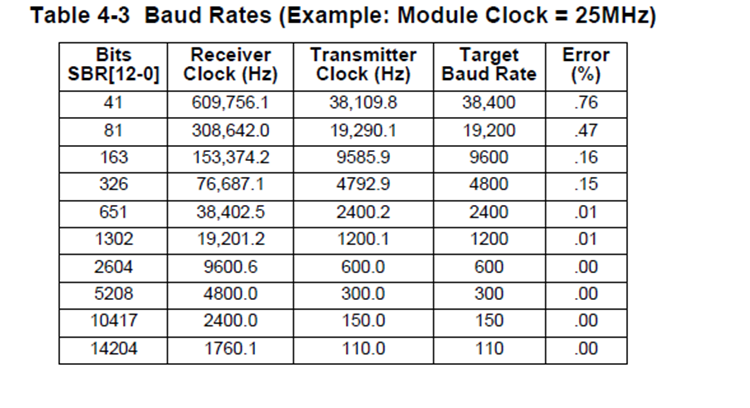 Table 4-3 Baud Rates (Example: Module Clock = 25MHz)
Bits SBR[12-0] Receiver Clock (Hz) Transmitter Clock (Hz) Target Baud Rate Error (%)
41 609,756.1 38,109.8 38,400 .76
81 308,642.0 19,290.1 19,200 .47
163 153,374.2 9585.9 9600 .16
326 76,687.1 4792.9 4800 .15
651 38,402.5 2400.2 2400 .01
1302 19,201.2 1200.1 1200 .01
2604 9600.6 600.0 600 .00
5208 4800.0 300.0 300 .00
10417 2400.0 150.0 150 .00
14204 1760.1 110.0 110 .00